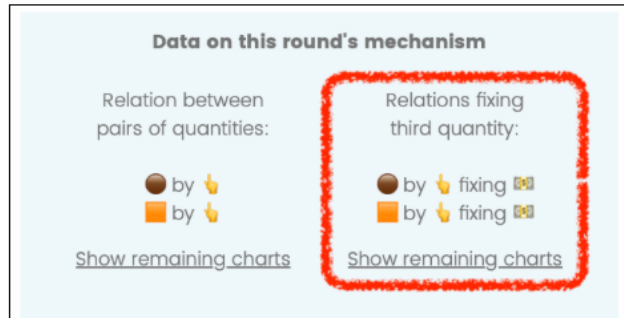 Data on this round's mechanism
Relation between
pairs of quantities:
🟤 by 👆
🟧 by 👆
Show remaining charts
Relations fixing
third quantity:
🟤 by 👆 fixing 💵
🟧 by 👆 fixing 💵
Show remaining charts